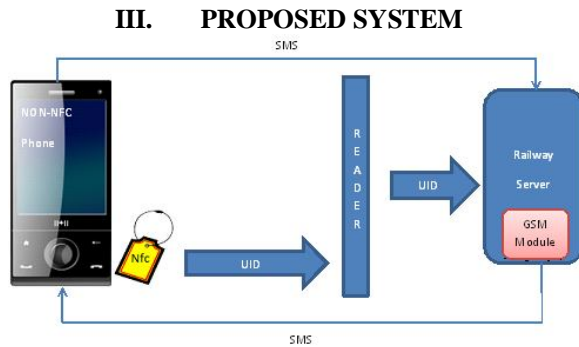 III. PROPOSED SYSTEM
SMS
NON-NFC
Phone
Nfc
UID
R
E
A
D
E
R
UID
Railway
Server
GSM
Module
SMS